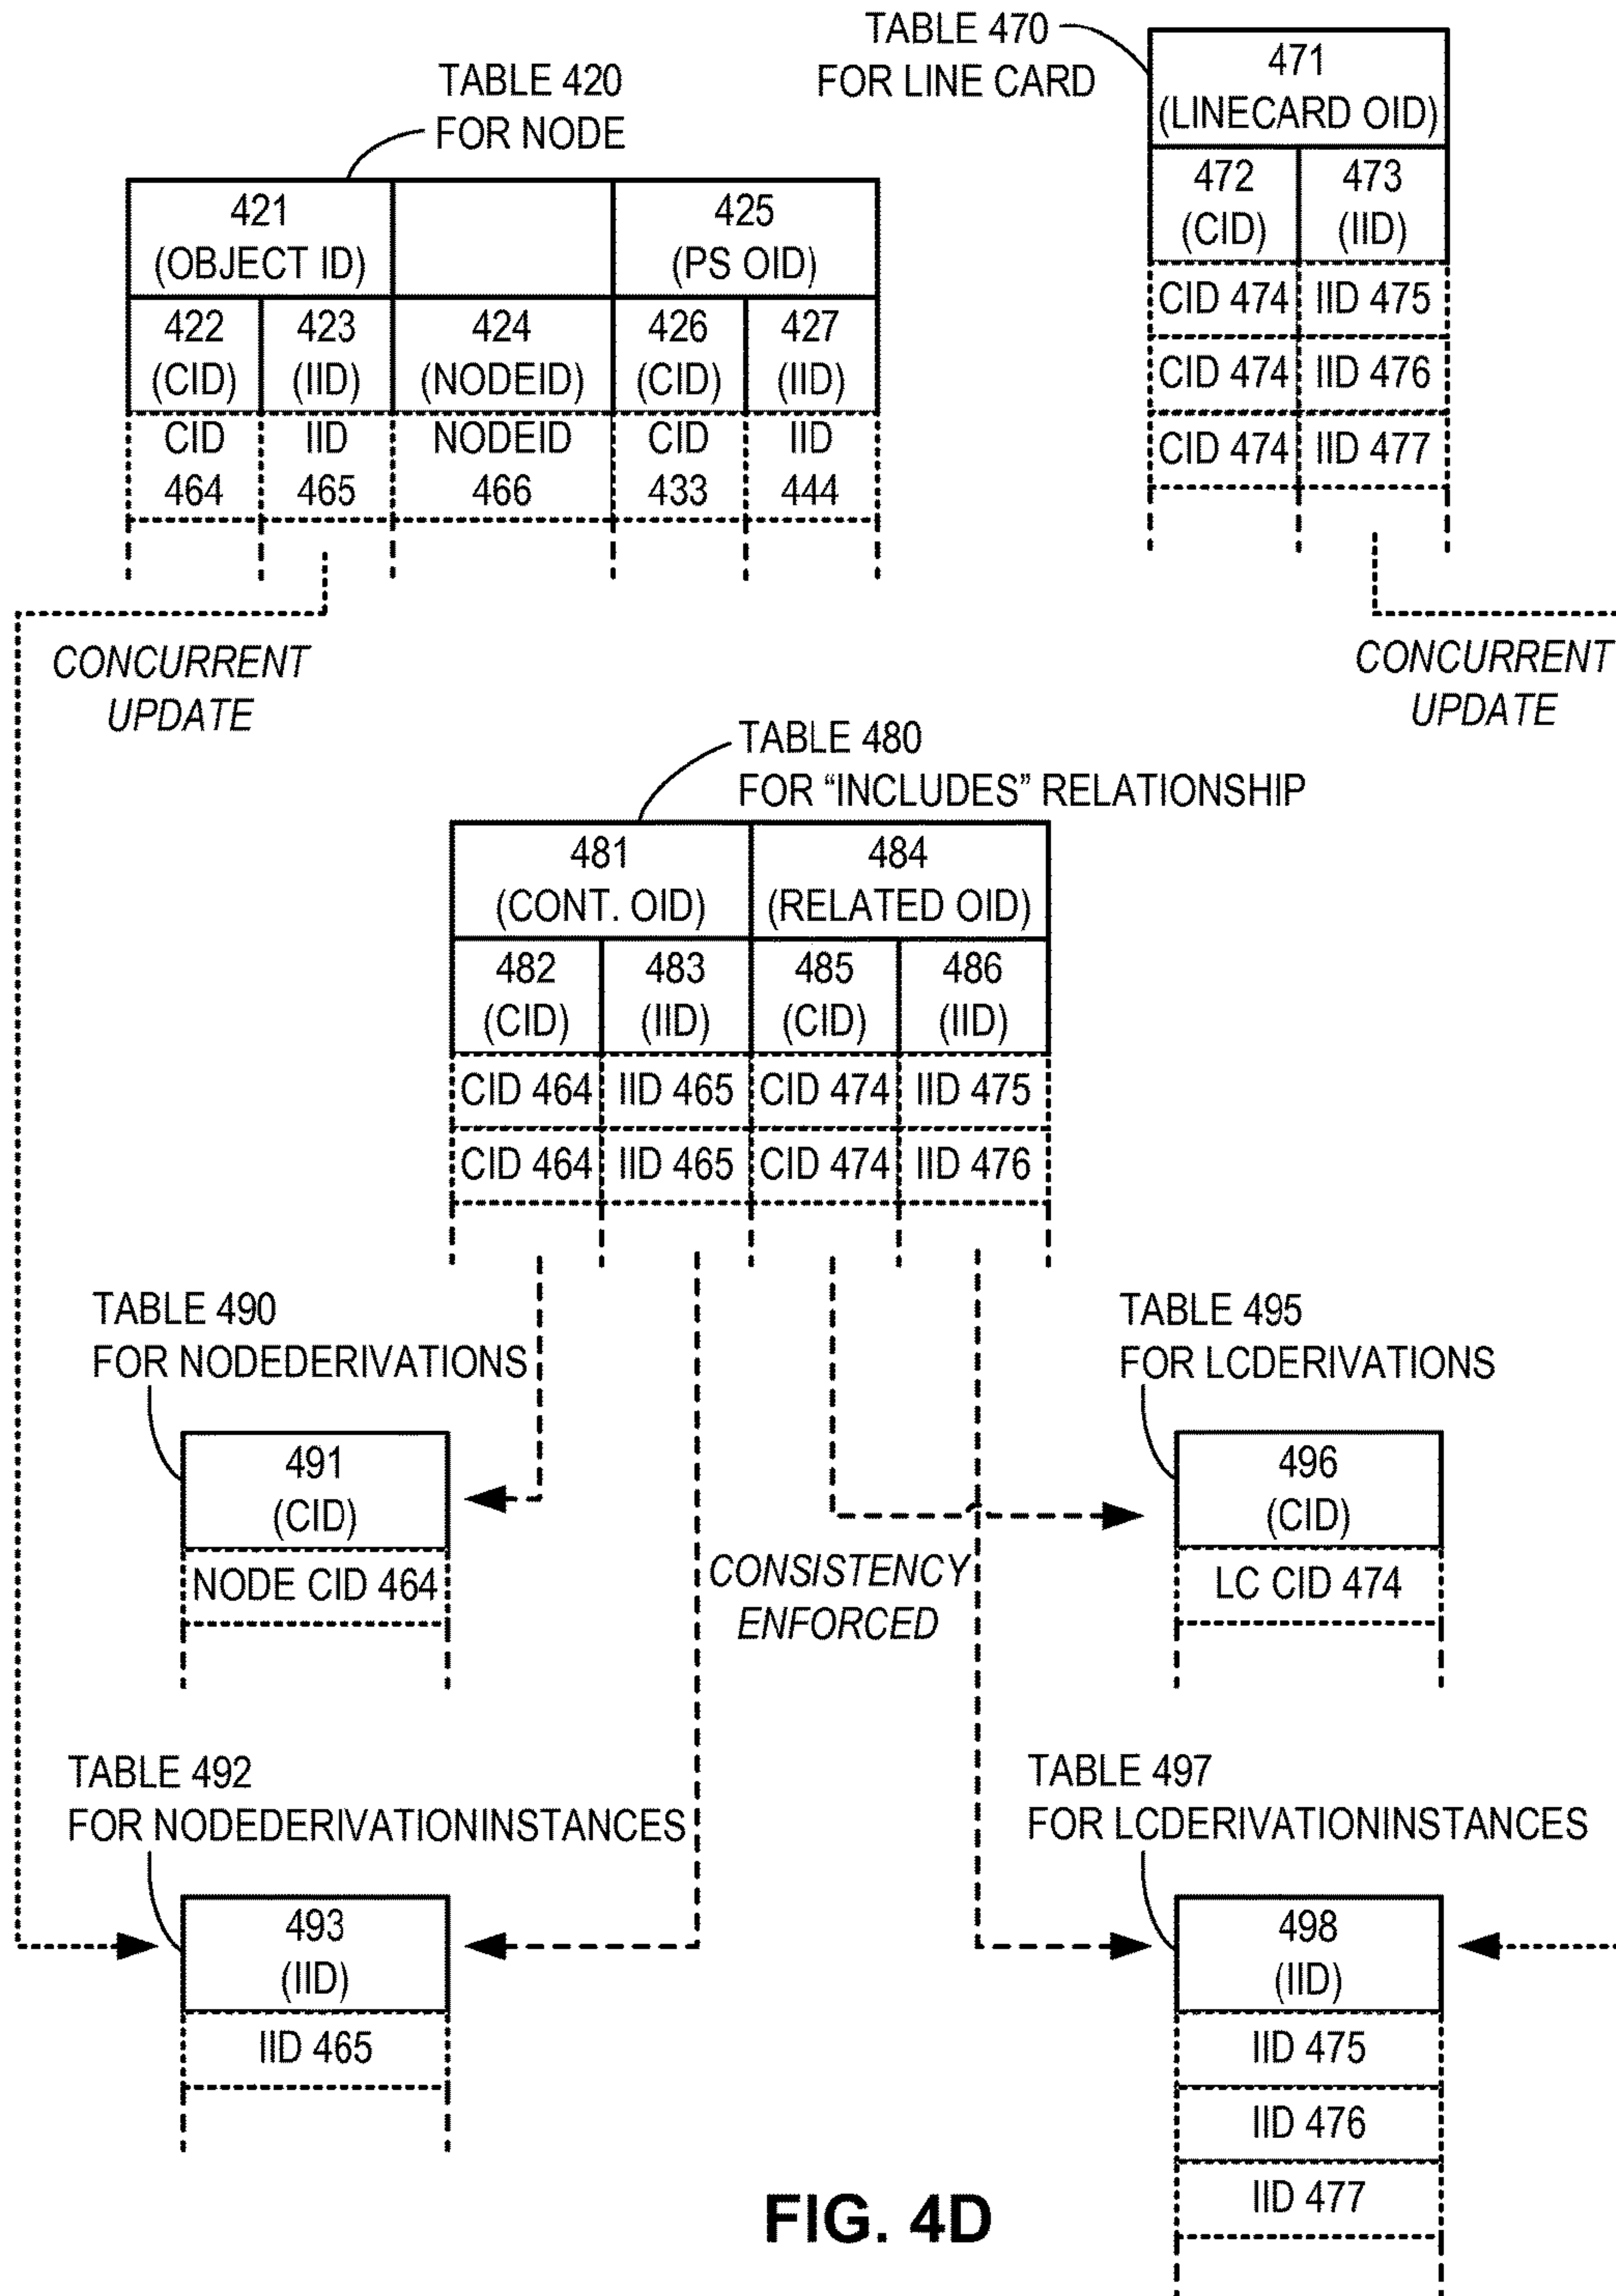 TABLE 420
FOR NODE
421
(OBJECT ID)
425
(PS OID)
422
(CID)
423
(IID)
424
(NODEID)
426
(CID)
427
(IID)
CID
464
IID
465
NODEID
466
CID
433
IID
444
CONCURRENT
UPDATE
TABLE 470
FOR LINE CARD
471
(LINECARD OID)
472
(CID)
473
(IID)
CID 474
IID 475
CID 474
IID 476
CID 474
IID 477
CONCURRENT
UPDATE
TABLE 480
FOR “INCLUDES” RELATIONSHIP
481
(CONT. OID)
484
(RELATED OID)
482
(CID)
483
(IID)
485
(CID)
486
(IID)
CID 464
IID 465
CID 474
IID 475
CID 464
IID 465
CID 474
IID 476
TABLE 490
FOR NODEDERIVATIONS
491
(CID)
NODE CID 464
CONSISTENCY
ENFORCED
TABLE 495
FOR LCDERIVATIONS
496
(CID)
LC CID 474
TABLE 492
FOR NODEDERIVATIONINSTANCES
493
(IID)
IID 465
TABLE 497
FOR LCDERIVATIONINSTANCES
498
(IID)
IID 475
IID 476
IID 477
FIG. 4D